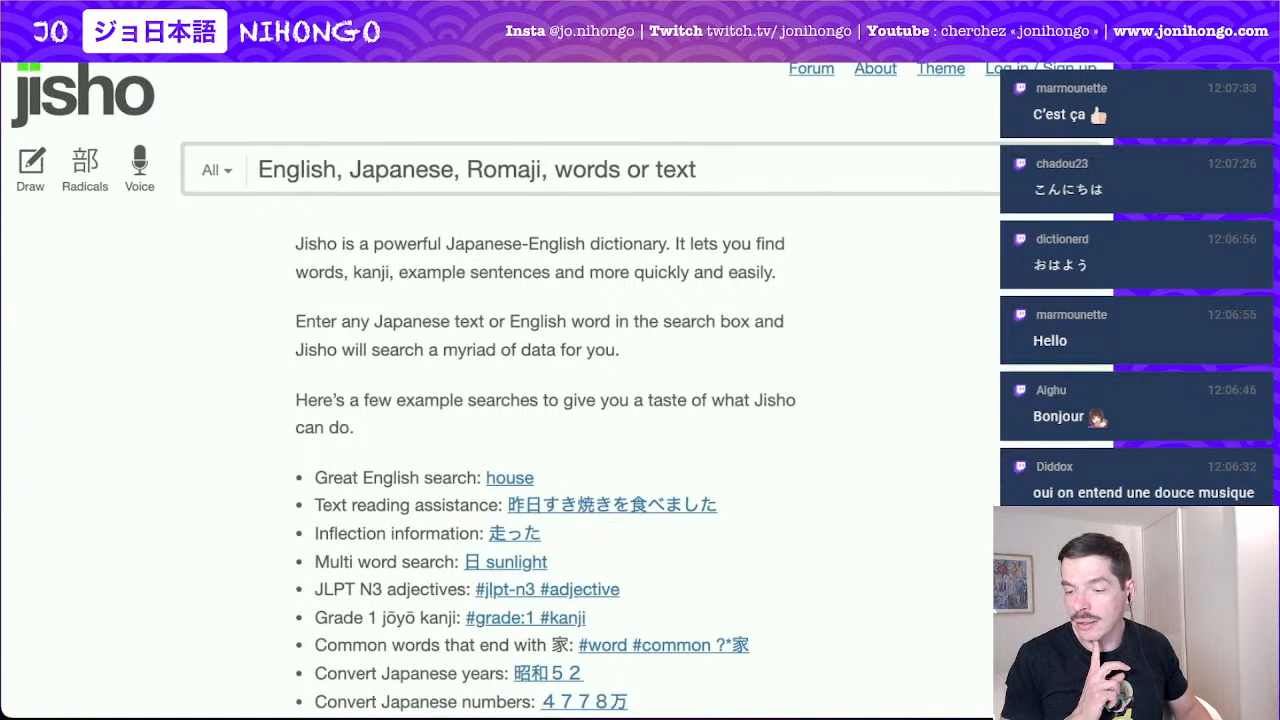 JO ジョ日本語 NIHONGO
Insta @jo.nihongo | Twitch twitch.tv/ jonihongo | Youtube : cherchez « jonihongo » | www.jonihongo.com
jisho
Forum About Theme Log in / Sign up
Draw
部
Radicals
Voice
All
English, Japanese, Romaji, words or text
Jisho is a powerful Japanese-English dictionary. It lets you find
words, kanji, example sentences and more quickly and easily.
Enter any Japanese text or English word in the search box and
Jisho will search a myriad of data for you.
Here’s a few example searches to give you a taste of what Jisho
can do.
• Great English search: house
• Text reading assistance: 昨日すき焼きを食べました
• Inflection information: 走った
• Multi word search: 日 sunlight
• JLPT N3 adjectives: #jlpt-n3 #adjective
• Grade 1 jōyō kanji: #grade:1 #kanji
• Common words that end with 家: #word #common ?*家
• Convert Japanese years: 昭和５２
• Convert Japanese numbers: ４７７８万
marmounette 12:07:33
C’est ça 👍
chadou23 12:07:26
こんにちは
dictionerd 12:06:56
おはよう
marmounette 12:06:55
Hello
Alghu 12:06:46
Bonjour
Diddox 12:06:32
oui on entend une douce musique